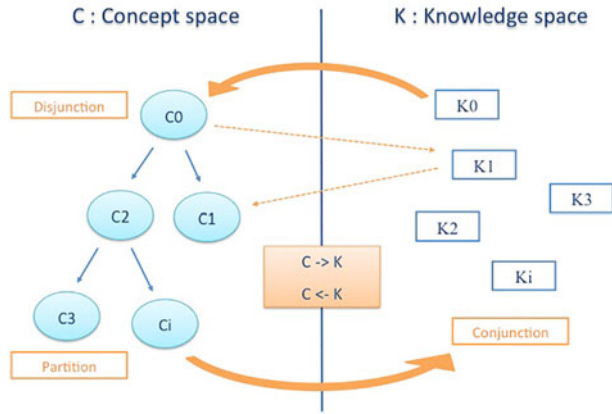 C : Concept space
K : Knowledge space
Disjunction
C0
K0
K1
K3
C2
C1
K2
C -> K
C <- K
Ki
C3
Ci
Conjunction
Partition